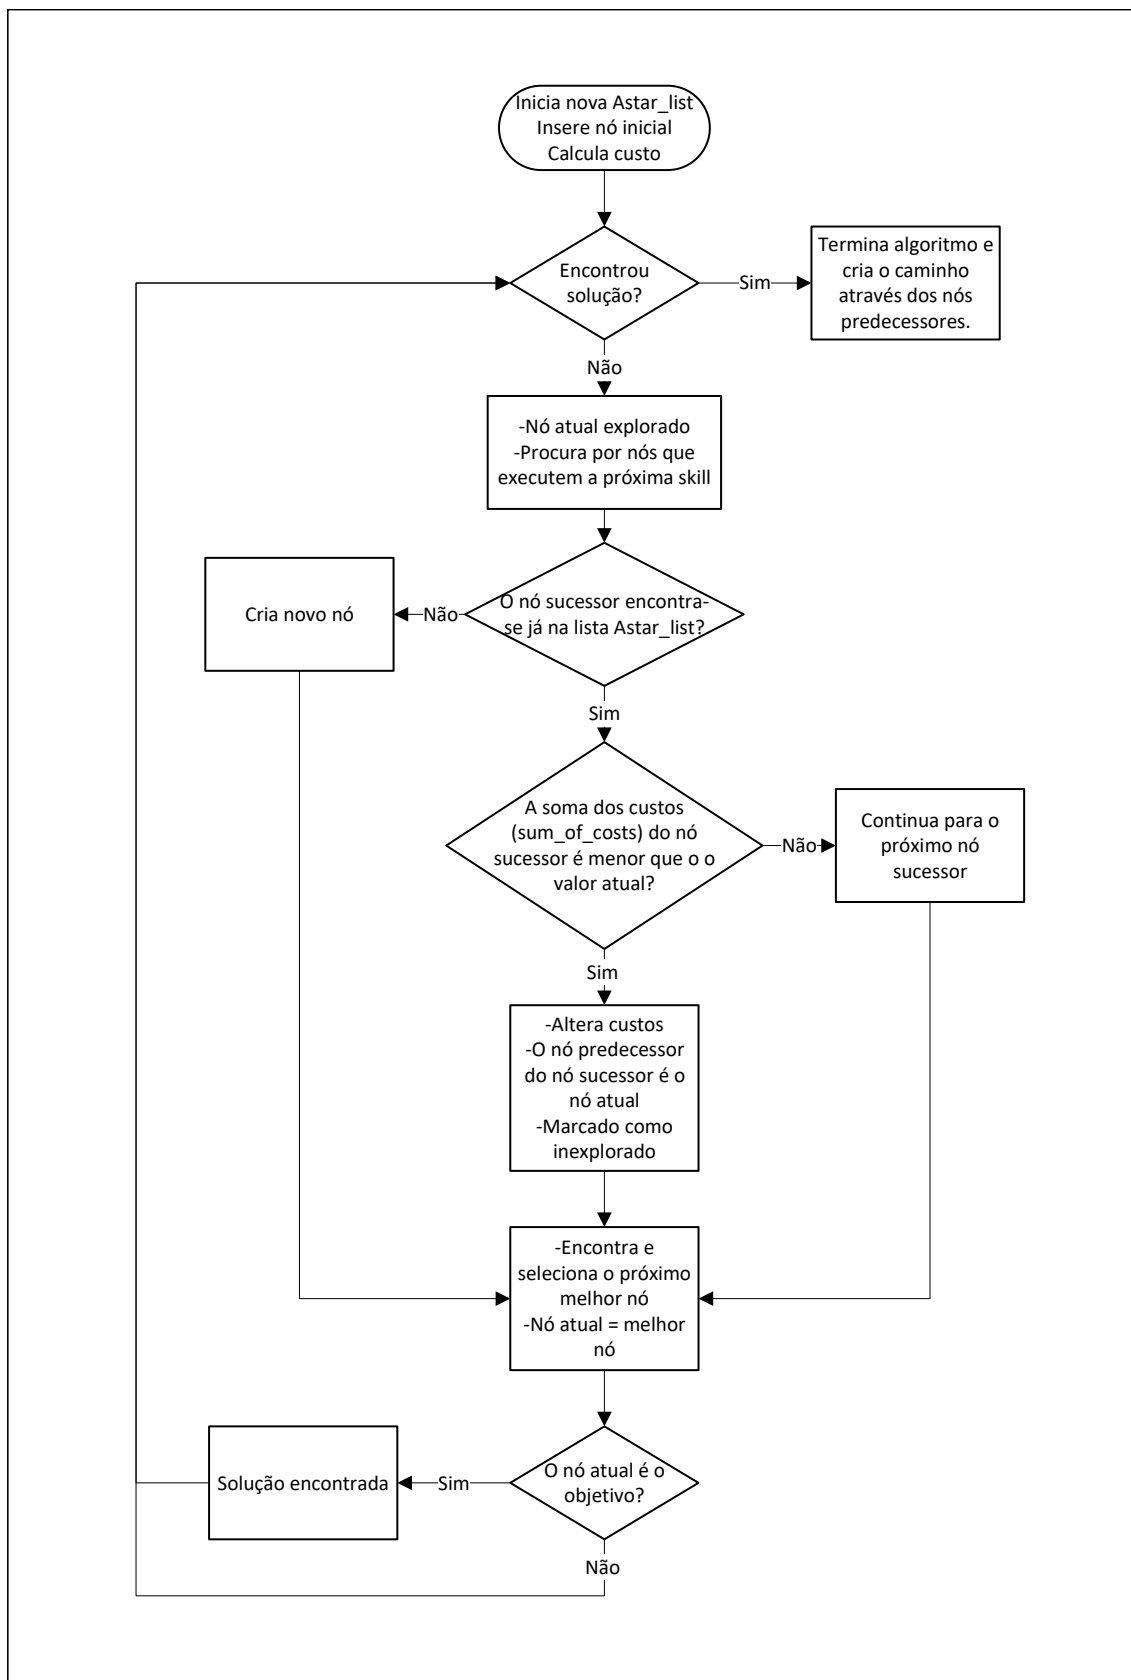 Inicia nova Astar_list
Insere nó inicial
Calcula custo
Encontrou
solução?
Sim
Termina algoritmo e
cria o caminho
através dos nós
predecessores.
Não
-Nó atual explorado
-Procura por nós que
executem a próxima skill
O nó sucessor encontra-
se já na lista Astar_list?
Não
Cria novo nó
Sim
A soma dos custos
(sum_of_costs) do nó
sucessor é menor que o o
valor atual?
Não
Continua para o
próximo nó
sucessor
Sim
-Altera custos
-O nó predecessor
do nó sucessor é o
nó atual
-Marcado como
inexplorado
-Encontra e
seleciona o próximo
melhor nó
-Nó atual = melhor
nó
O nó atual é o
objetivo?
Sim
Solução encontrada
Não